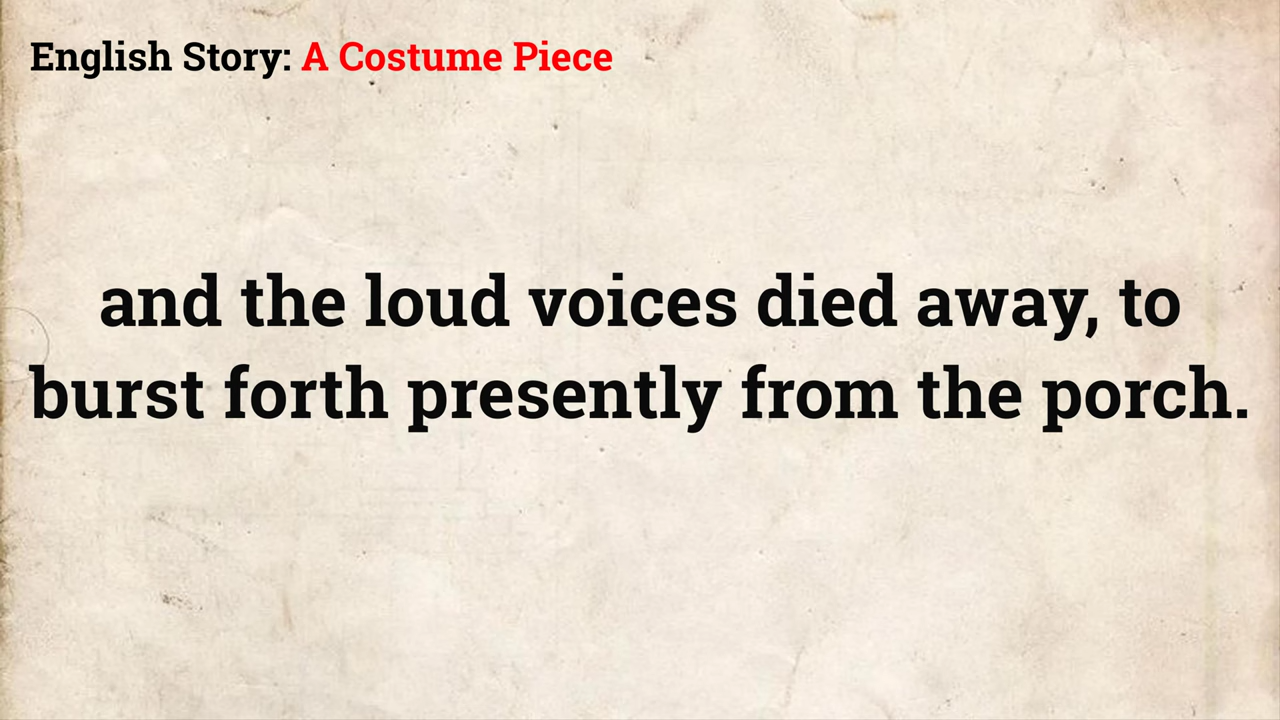 English Story: A Costume Piece
and the loud voices died away, to
burst forth presently from the porch.